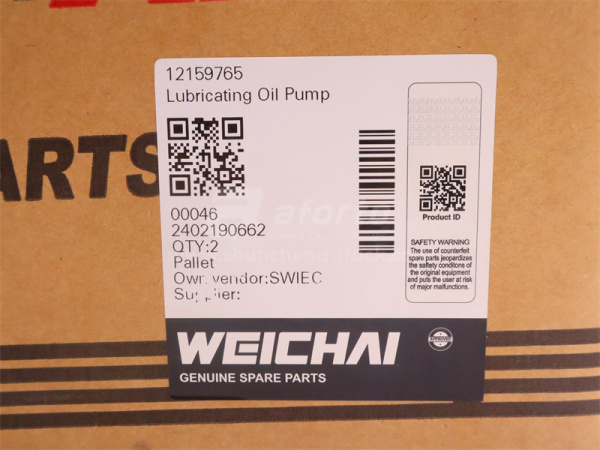 ARTS
12159765
Lubricating Oil Pump
00046
2402190662
QTY:2
Pallet
Own vendor:SWIEC
Supplier:
Product ID
SAFETY WARNING
The use of counterfeit
spare parts jeopardizes
the safety conditons of
the original equipment
and puts the user at risk
of major malfunctions.
WEICHAI
GENUINE SPARE PARTS